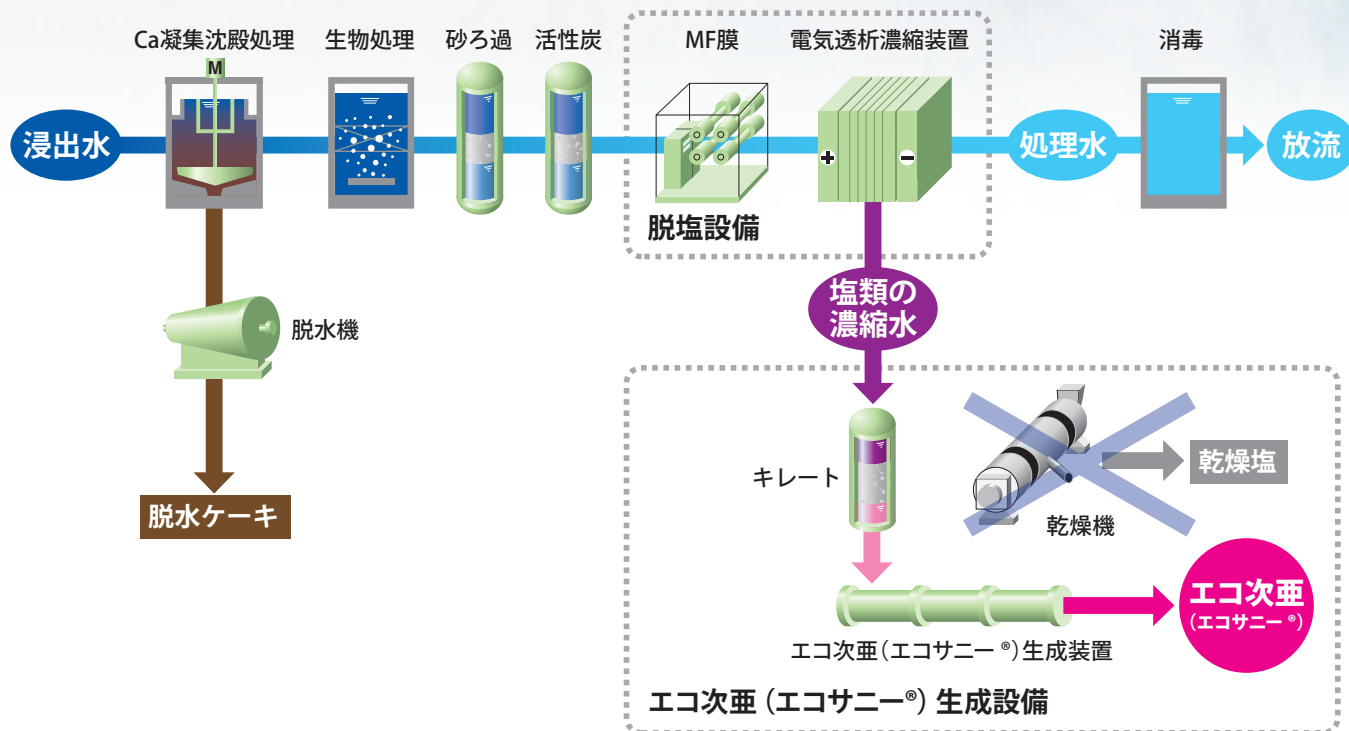 Ca凝集沈殿処理
生物処理
砂ろ過
活性炭
MF膜
電気透析濃縮装置
消毒
M
浸出水
+
-
処理水
放流
脱塩設備
塩類の
濃縮水
脱水機
キレート
乾燥塩
乾燥機
脱水ケーキ
エコ次亜
(エコサニー®)
エコ次亜(エコサニー®)生成装置
エコ次亜 (エコサニー®) 生成設備